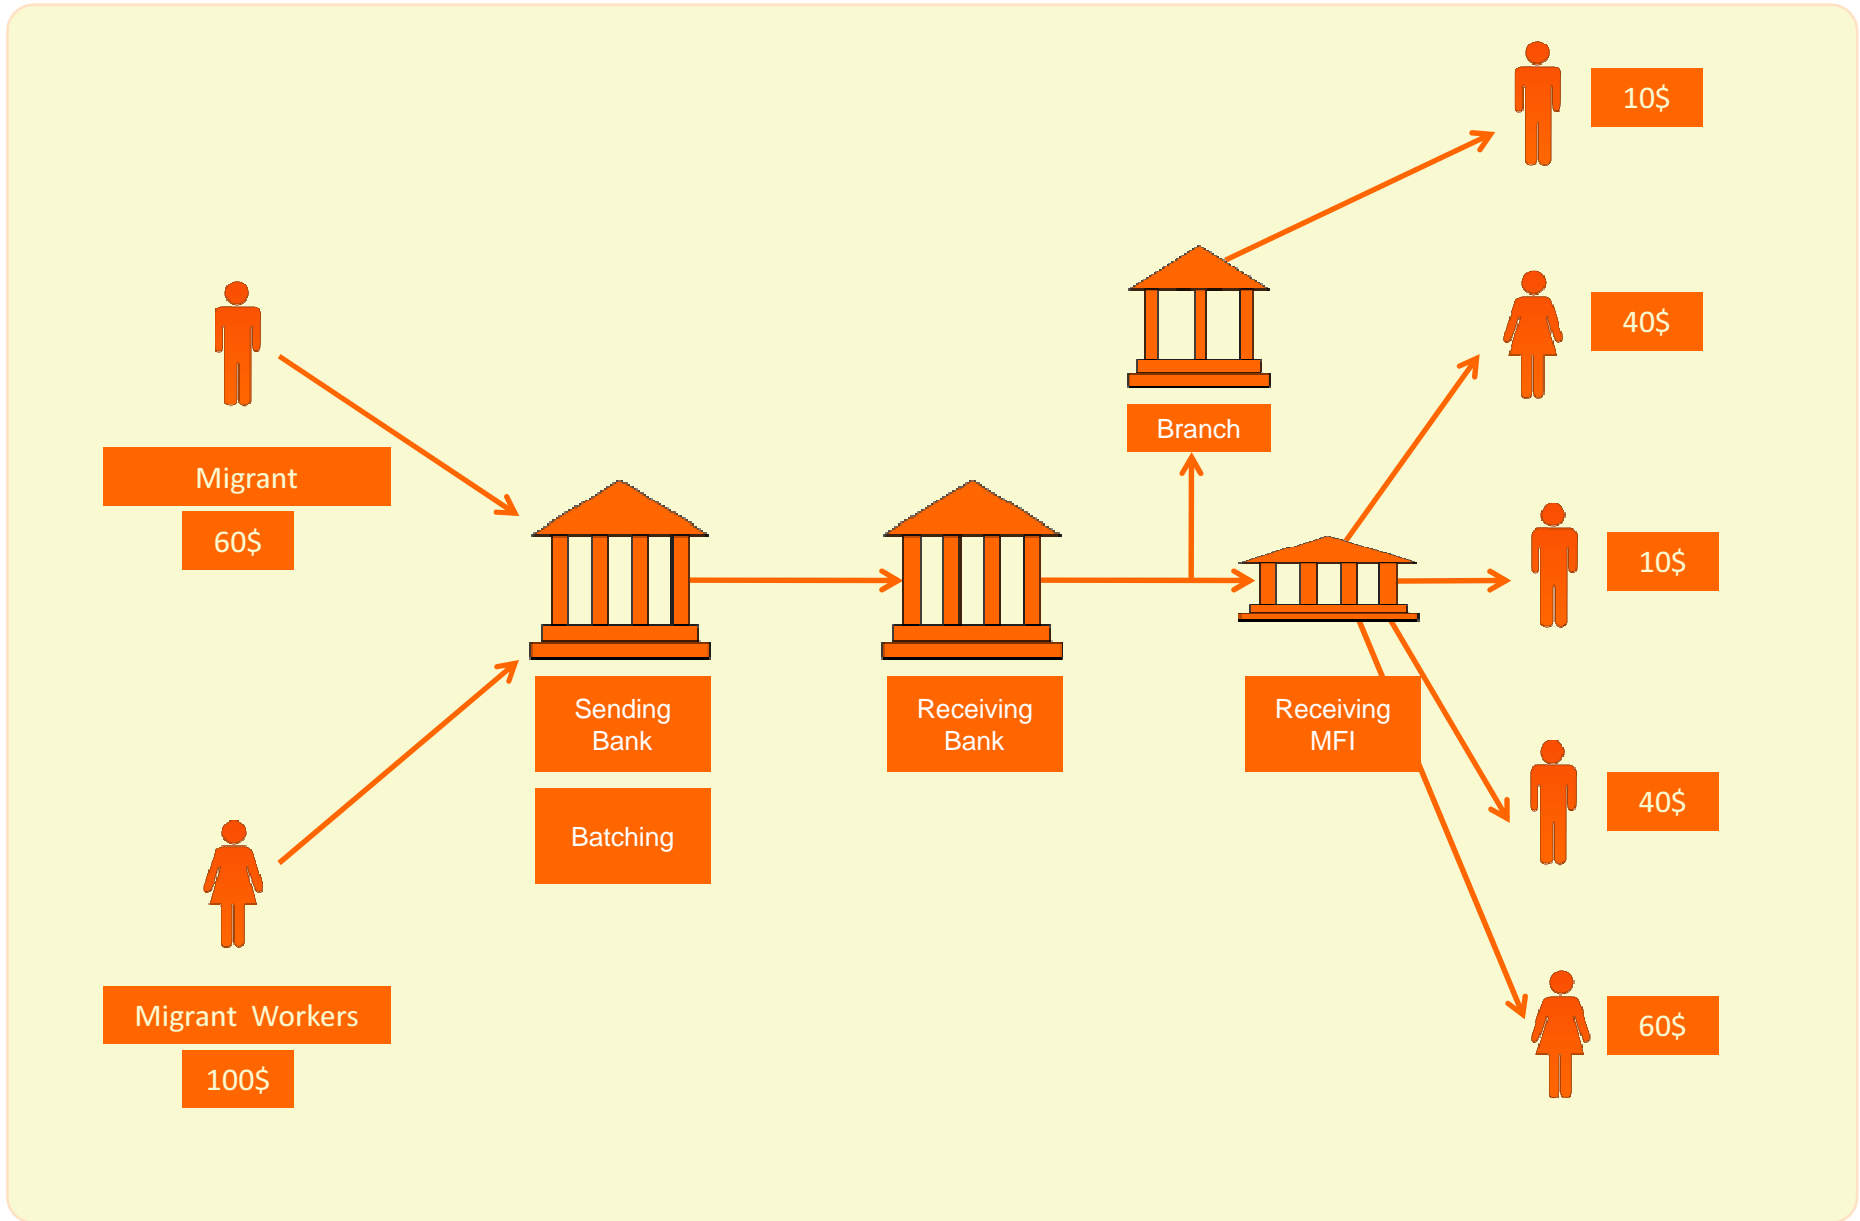 10$
40$
Branch
Migrant
60$
10$
Sending
Bank
Receiving
Bank
Receiving
MFI
Batching
40$
Migrant Workers
100$
60$